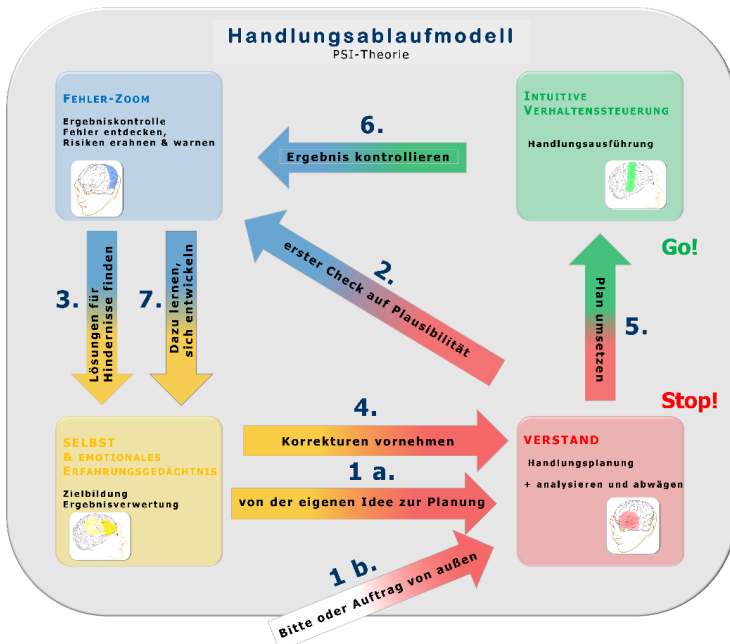 Handlungsablaufmodell
PSI-Theorie
FEHLER-ZOOM
Ergebniskontrolle
Fehler entdecken,
Risiken erahnen & warnen
INTUITIVE
VERHALTENSSTEUERUNG
Handlungsausführung
6.
Ergebnis kontrollieren
2.
erster Check auf Plausibilität
3.
Lösungen für
Hindernisse finden
7.
Dazu lernen,
sich entwickeln
Go!
Plan umsetzen
5.
Stop!
SELBST
& EMOTIONALES
ERFAHRUNGSGEDÄCHTNIS
Zielbildung
Ergebnisverwertung
4.
Korrekturen vornehmen
1 a.
von der eigenen Idee zur Planung
1 b.
Bitte oder Auftrag von außen
VERSTAND
Handlungsplanung
+ analysieren und abwägen